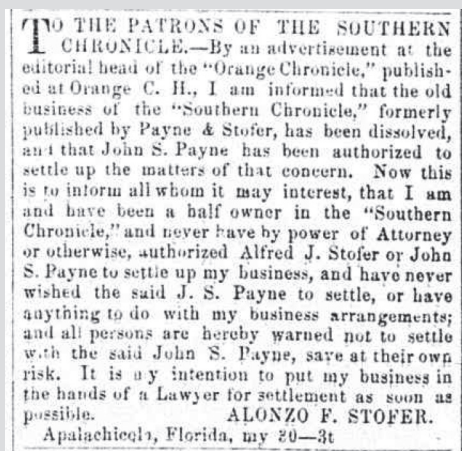 TO THE PATRONS OF THE SOUTHERN
CHRONICLE.—By an advertisement at the
editorial head of the "Orange Chronicle," publish-
ed at Orange C. H., I am informed that the old
business of the "Southern Chronicle," formerly
published by Payne & Stofer, has been dissolved,
and that John S. Payne has been authorized to
settle up the matters of that concern. Now this
is to inform all whom it may interest, that I am
and have been a half owner in the "Southern
Chronicle," and never have by power of Attorney
or otherwise, authorized Alfred J. Stofer or John
S. Payne to settle up my business, and have never
wished the said J. S. Payne to settle, or have
anything to do with my business arrangements;
and all persons are hereby warned not to settle
with the said John S. Payne, save at their own
risk. It is my intention to put my business in
the hands of a Lawyer for settlement as soon as
possible. ALONZO F. STOFER.
Apalachicola, Florida, my 30—3t